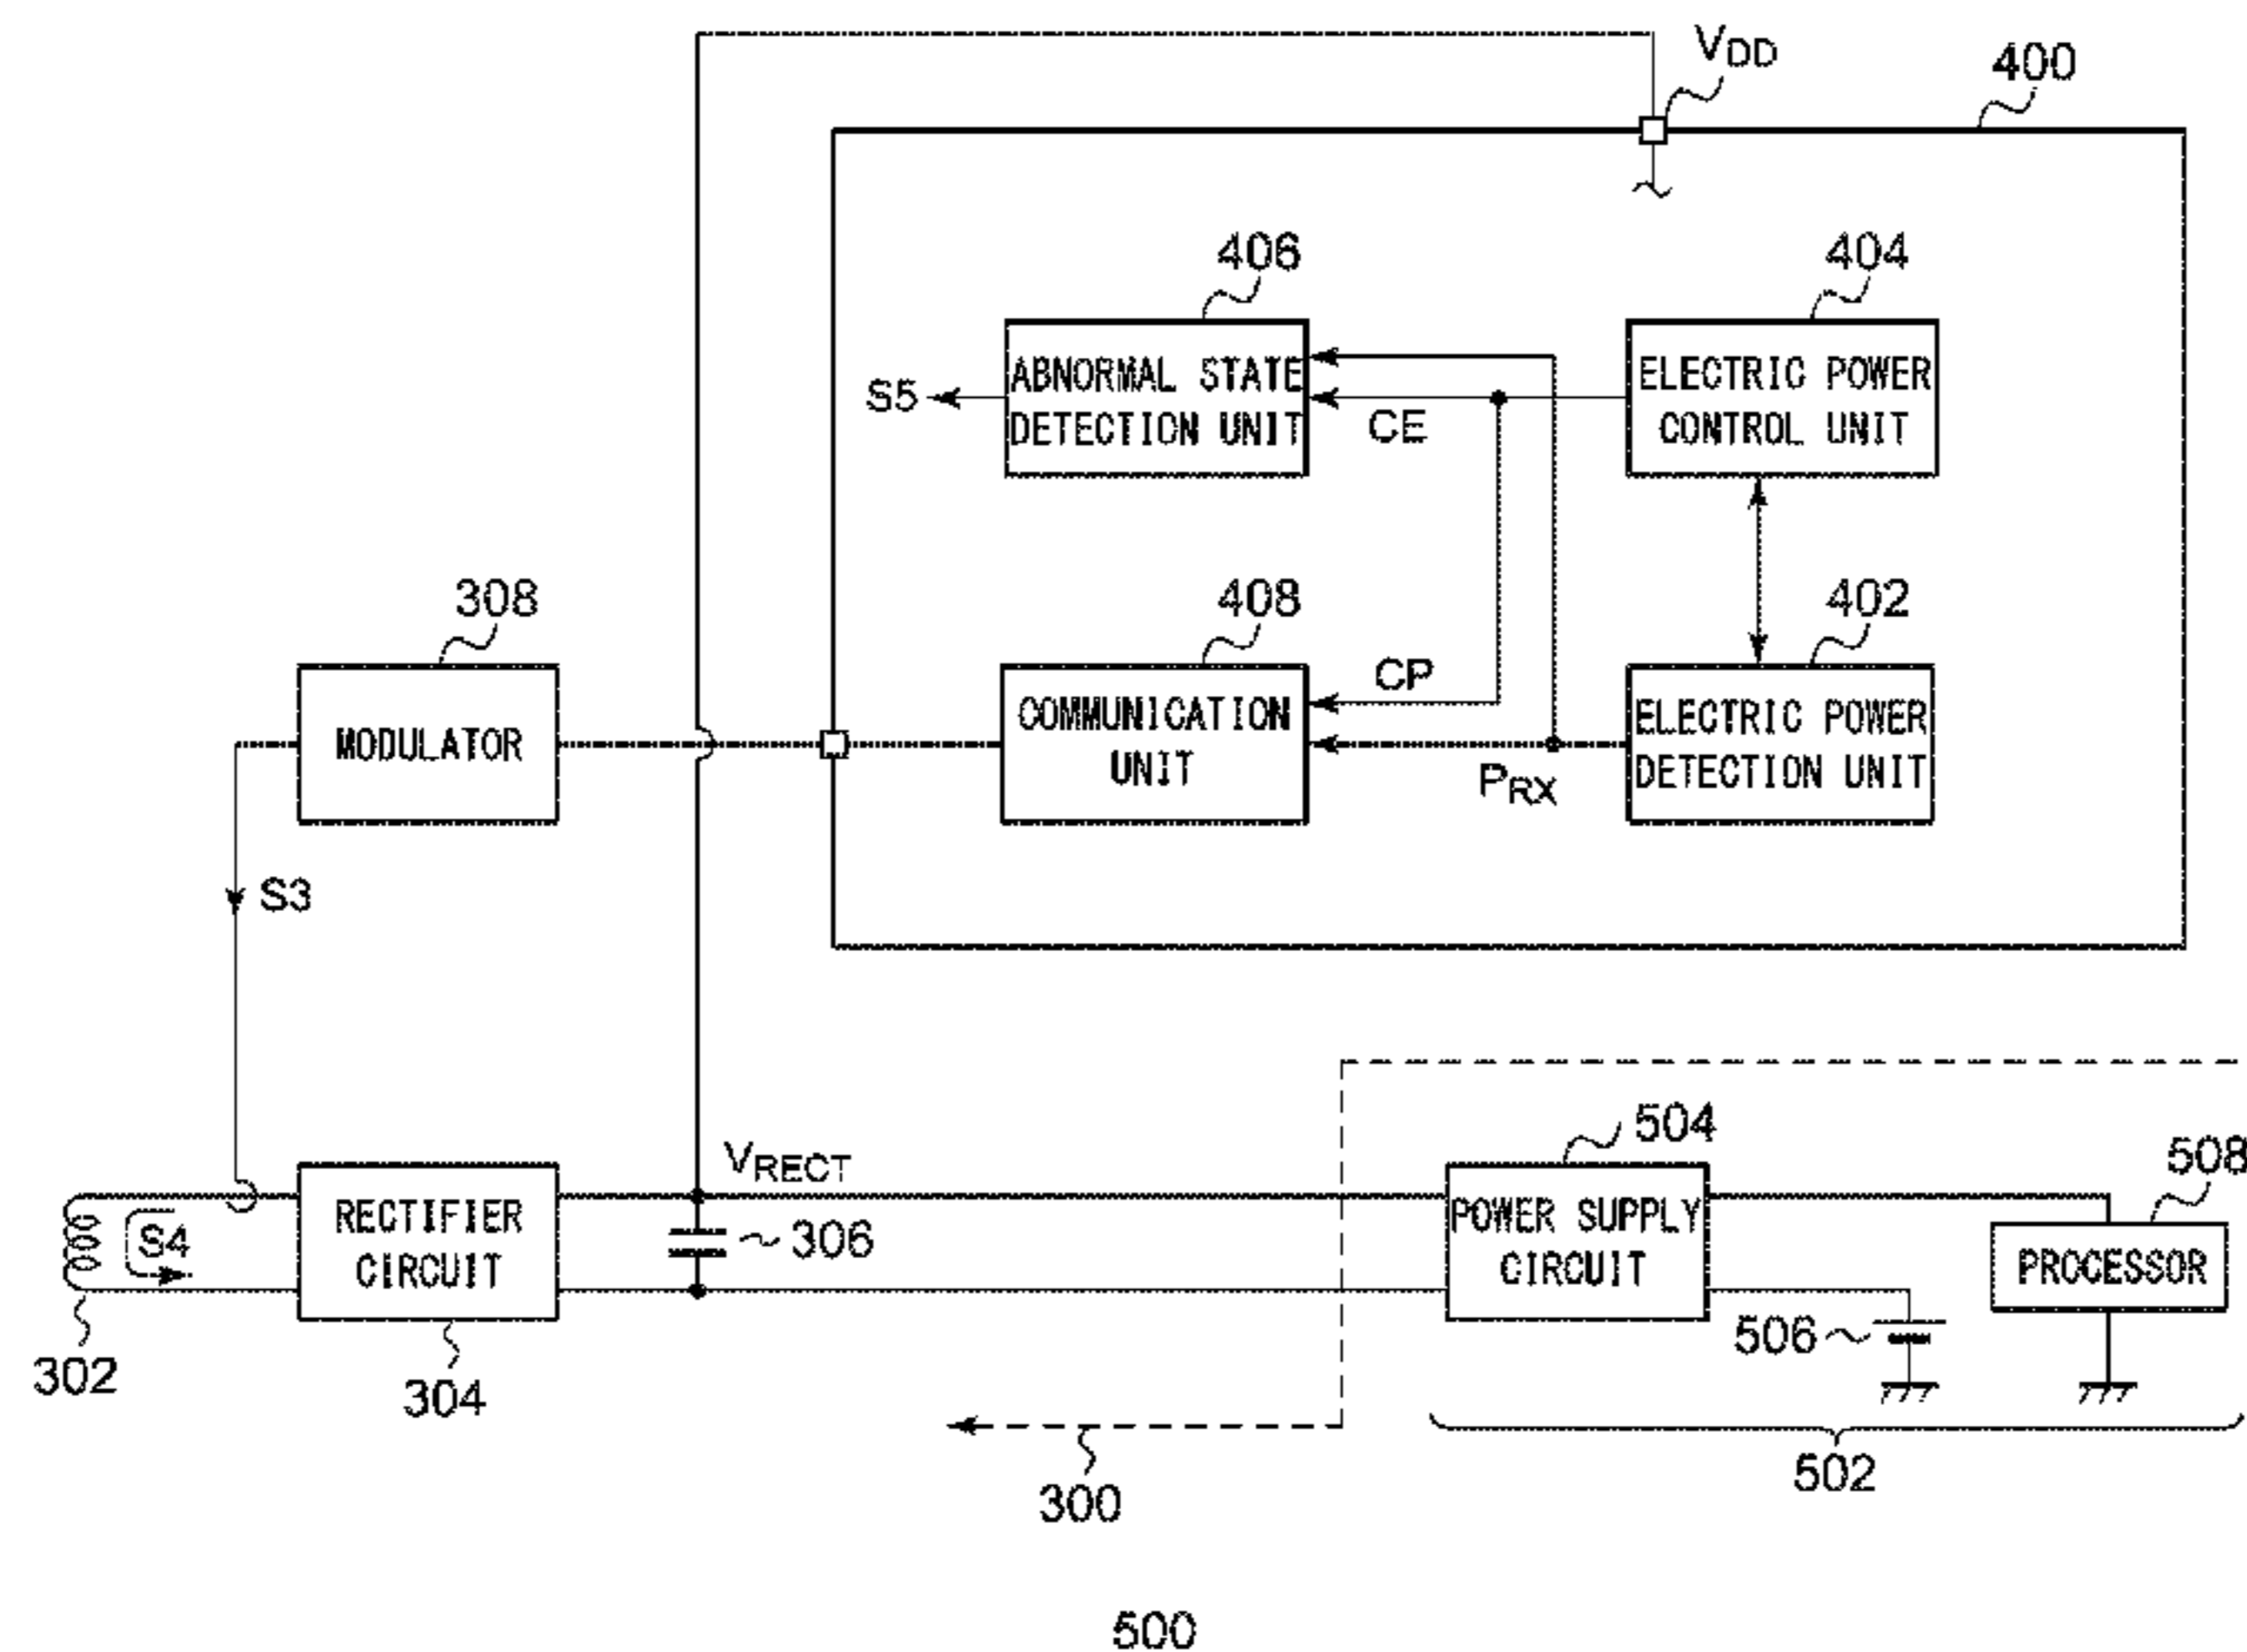 VDD
400
406
404
ABNORMAL STATE
DETECTION UNIT
ELECTRIC POWER
CONTROL UNIT
S5
CE
308
408
402
MODULATOR
COMMUNICATION
UNIT
CP
PRX
ELECTRIC POWER
DETECTION UNIT
S3
504
508
VRECT
S4
RECTIFIER
CIRCUIT
306
POWER SUPPLY
CIRCUIT
PROCESSOR
506
302
304
300
502
500